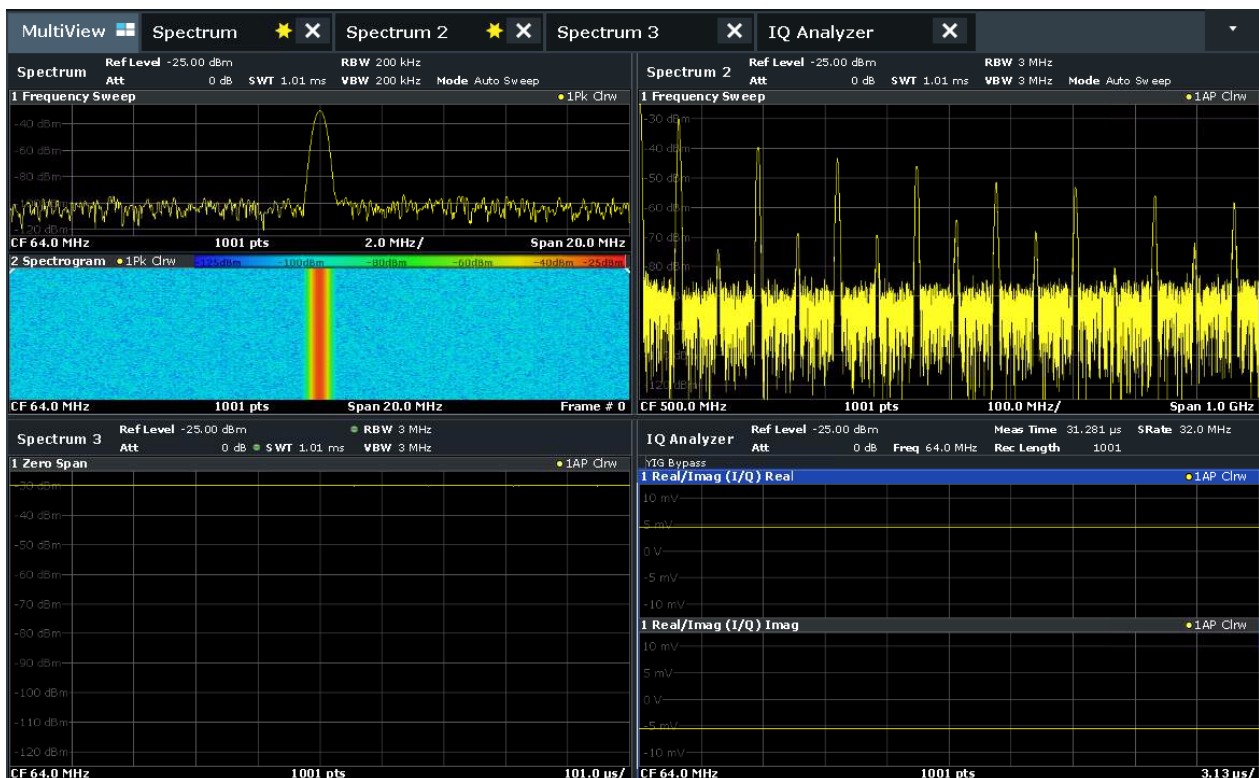 MultiView Spectrum Spectrum 2 Spectrum 3 IQ Analyzer
Spectrum
Ref Level -25.00 dBm RBW 200 kHz
Att 0 dB SWT 1.01 ms VBW 200 kHz Mode Auto Sweep
1 Frequency Sweep 1Pk Clrw
-40 dBm
-60 dBm
-80 dBm
-100 dBm
-120 dBm
CF 64.0 MHz 1001 pts 2.0 MHz/ Span 20.0 MHz
2 Spectrogram 1Pk Clrw -125dBm -100dBm -80dBm -60dBm -40dBm -25dBm
CF 64.0 MHz 1001 pts Span 20.0 MHz Frame # 0
Spectrum 2
Ref Level -25.00 dBm RBW 3 MHz
Att 0 dB SWT 1.01 ms VBW 3 MHz Mode Auto Sweep
1 Frequency Sweep 1AP Clrw
-30 dBm
-40 dBm
-50 dBm
-60 dBm
-70 dBm
-80 dBm
-120 dBm
CF 500.0 MHz 1001 pts 100.0 MHz/ Span 1.0 GHz
Spectrum 3
Ref Level -25.00 dBm RBW 3 MHz
Att 0 dB SWT 1.01 ms VBW 3 MHz
1 Zero Span 1AP Clrw
-30 dBm
-40 dBm
-50 dBm
-60 dBm
-70 dBm
-80 dBm
-90 dBm
-100 dBm
-110 dBm
-120 dBm
CF 64.0 MHz 1001 pts 101.0 µs/
IQ Analyzer
Ref Level -25.00 dBm Meas Time 31.281 µs SRate 32.0 MHz
Att 0 dB Freq 64.0 MHz Rec Length 1001
YIG Bypass
1 Real/Imag (I/Q) Real 1AP Clrw
10 mV
5 mV
0 V
-5 mV
-10 mV
1 Real/Imag (I/Q) Imag 1AP Clrw
10 mV
5 mV
0 V
-5 mV
-10 mV
CF 64.0 MHz 1001 pts 3.13 µs/